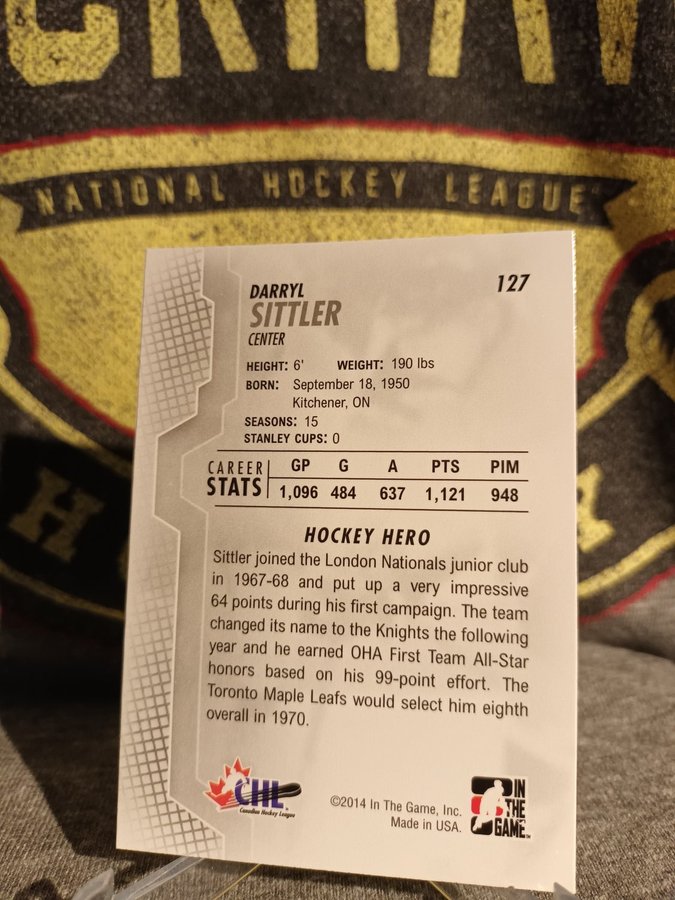 NATIONAL HOCKEY LEAGUE
127
DARRYL
SITTLER
CENTER
HEIGHT: 6' WEIGHT: 190 lbs
BORN: September 18, 1950
Kitchener, ON
SEASONS: 15
STANLEY CUPS: 0
CAREER STATS
GP G A PTS PIM
1,096 484 637 1,121 948
HOCKEY HERO
Sittler joined the London Nationals junior club
in 1967-68 and put up a very impressive
64 points during his first campaign. The team
changed its name to the Knights the following
year and he earned OHA First Team All-Star
honors based on his 99-point effort. The
Toronto Maple Leafs would select him eighth
overall in 1970.
CHL
Canadian Hockey League
©2014 In The Game, Inc.
Made in USA.
IN
THE
GAME